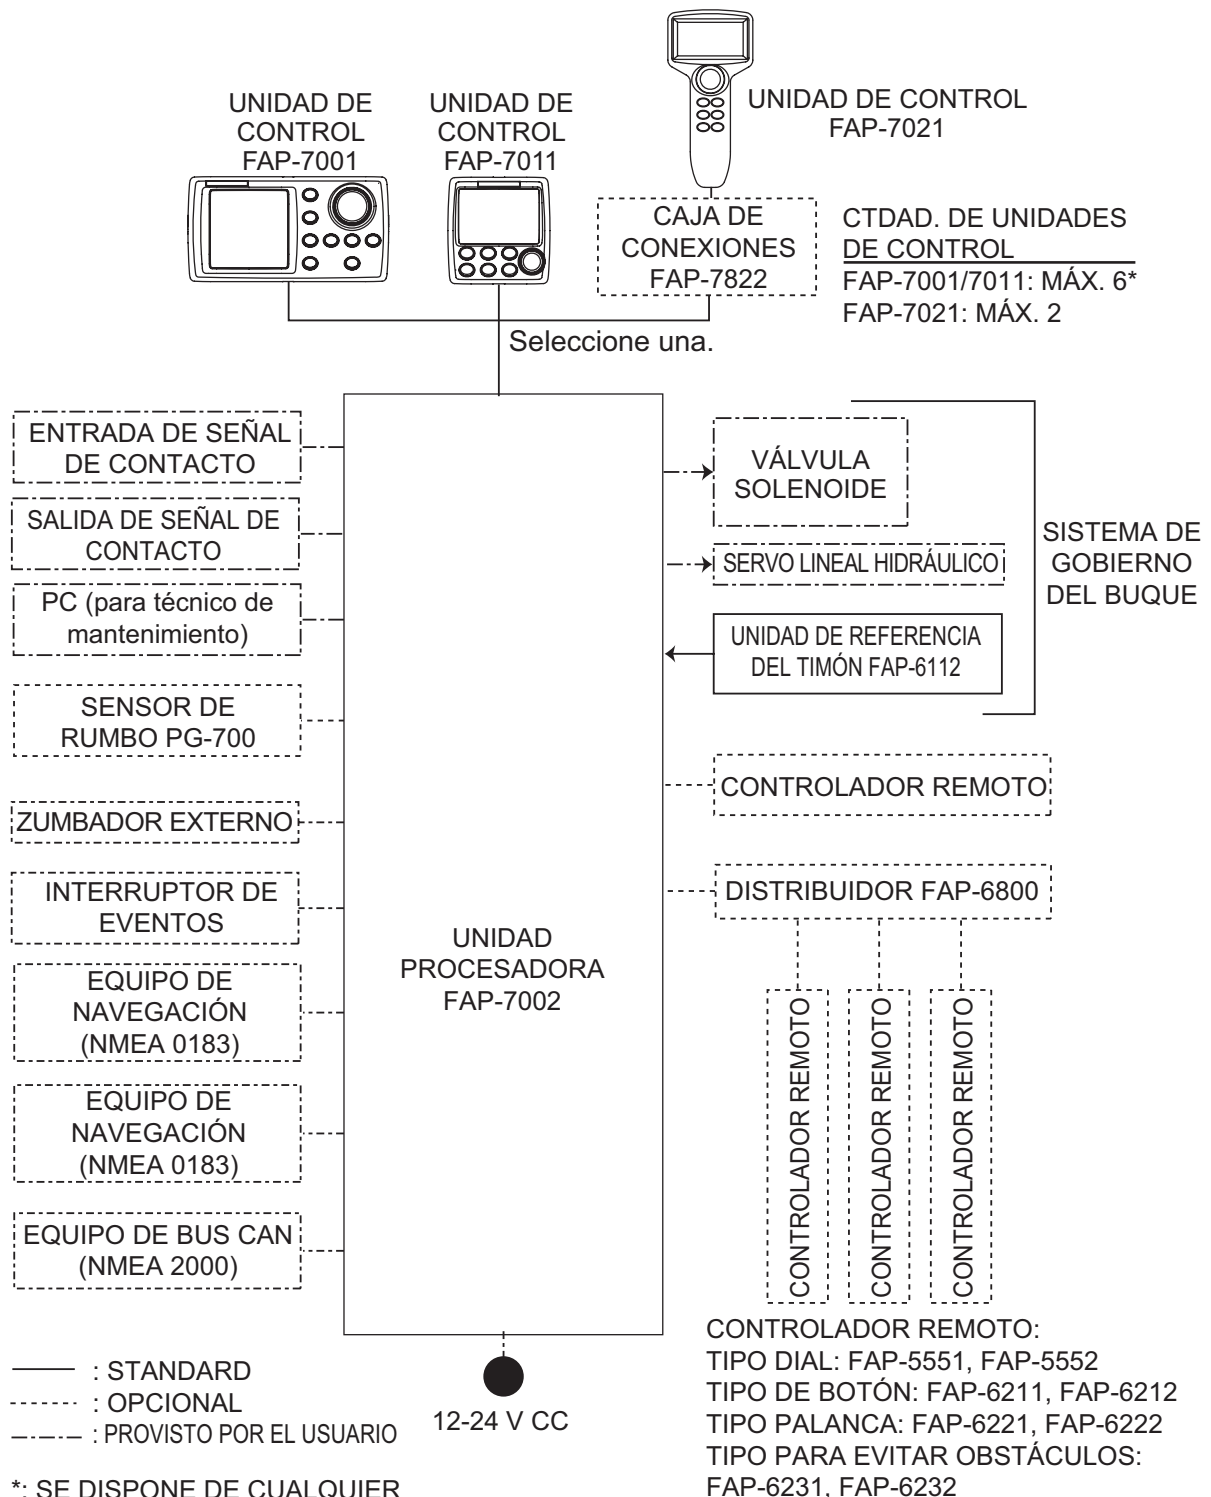 UNIDAD DE
CONTROL
FAP-7001
UNIDAD DE
CONTROL
FAP-7011
UNIDAD DE CONTROL
FAP-7021
CAJA DE
CONEXIONES
FAP-7822
CTDAD. DE UNIDADES
DE CONTROL
FAP-7001/7011: MÁX. 6*
FAP-7021: MÁX. 2
Seleccione una.
ENTRADA DE SEÑAL
DE CONTACTO
SALIDA DE SEÑAL DE
CONTACTO
PC (para técnico de
mantenimiento)
SENSOR DE
RUMBO PG-700
ZUMBADOR EXTERNO
INTERRUPTOR DE
EVENTOS
EQUIPO DE
NAVEGACIÓN
(NMEA 0183)
EQUIPO DE
NAVEGACIÓN
(NMEA 0183)
EQUIPO DE BUS CAN
(NMEA 2000)
UNIDAD
PROCESADORA
FAP-7002
VÁLVULA
SOLENOIDE
SERVO LINEAL HIDRÁULICO
UNIDAD DE REFERENCIA
DEL TIMÓN FAP-6112
SISTEMA DE
GOBIERNO
DEL BUQUE
CONTROLADOR REMOTO
DISTRIBUIDOR FAP-6800
CONTROLADOR REMOTO
CONTROLADOR REMOTO
CONTROLADOR REMOTO
CONTROLADOR REMOTO:
TIPO DIAL: FAP-5551, FAP-5552
TIPO DE BOTÓN: FAP-6211, FAP-6212
TIPO PALANCA: FAP-6221, FAP-6222
TIPO PARA EVITAR OBSTÁCULOS:
FAP-6231, FAP-6232
12-24 V CC
: STANDARD
: OPCIONAL
: PROVISTO POR EL USUARIO
*: SE DISPONE DE CUALQUIER